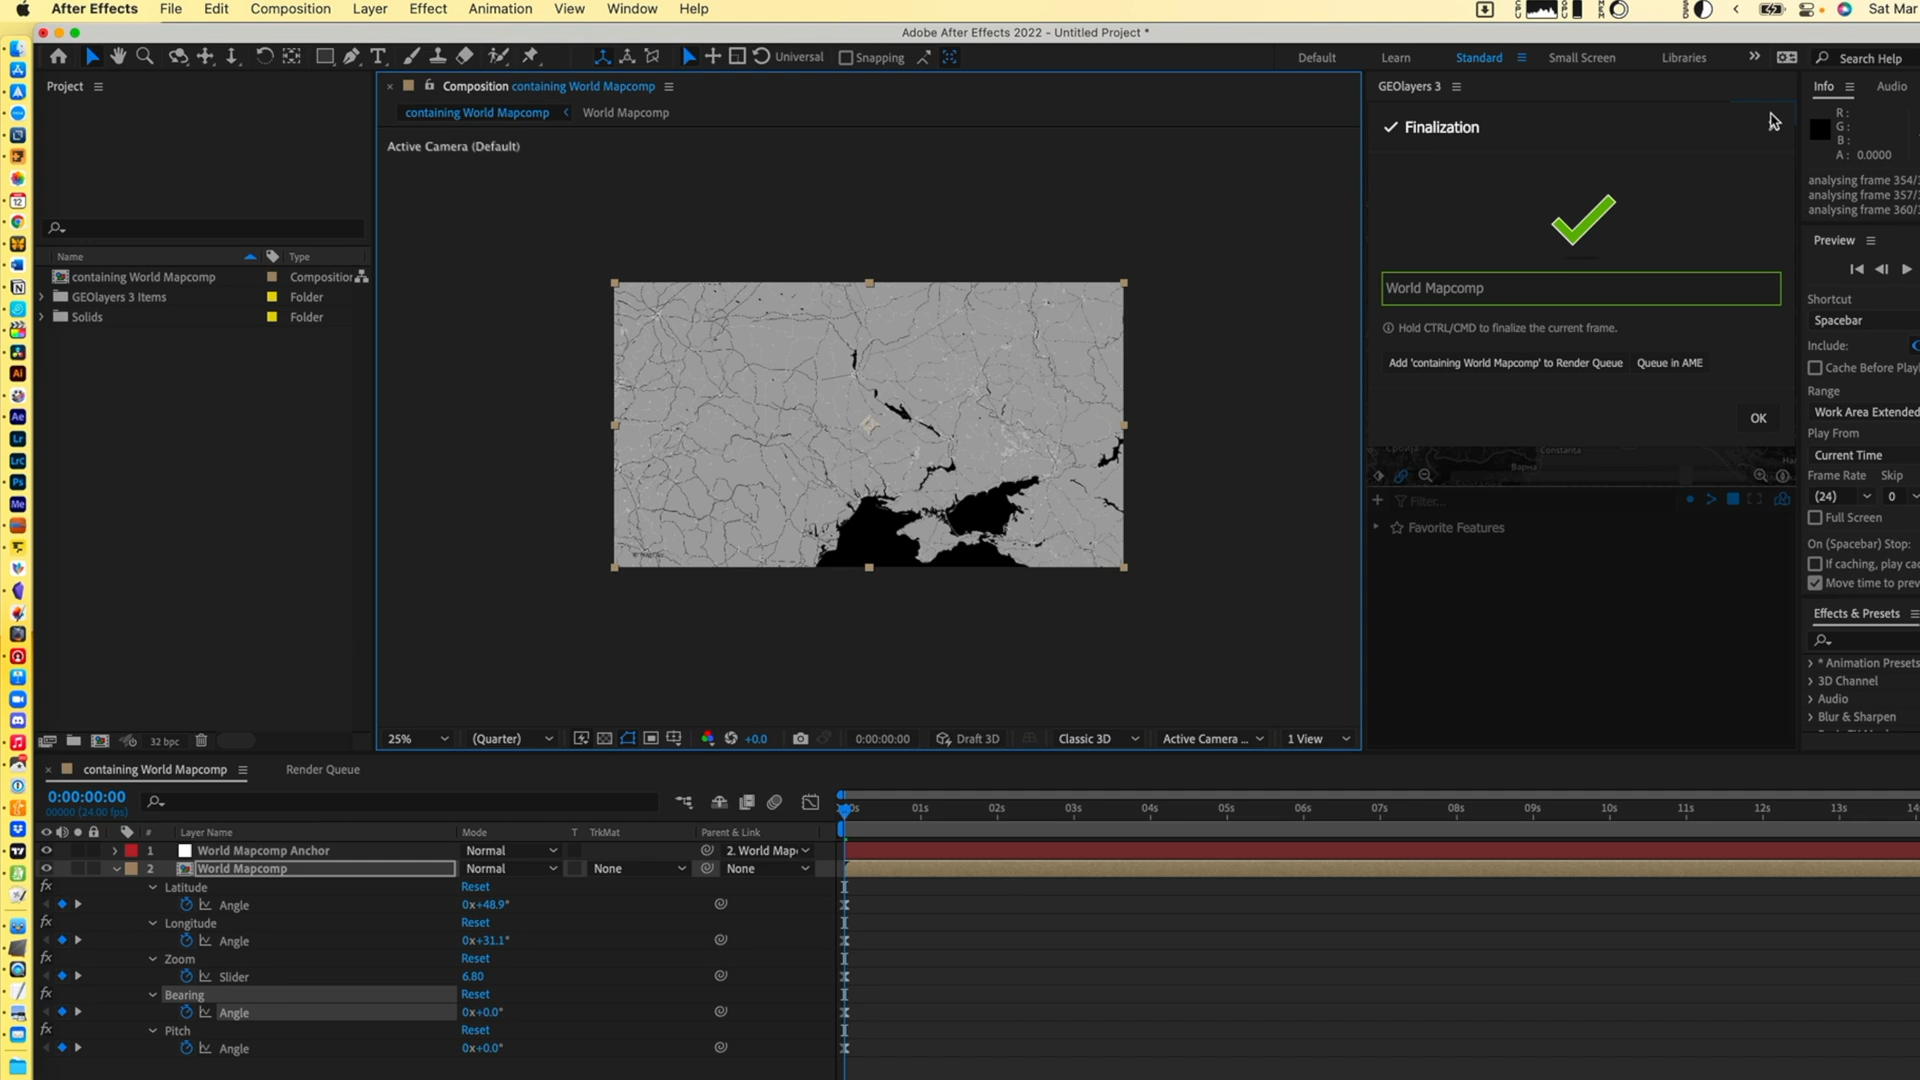 After Effects File Edit Composition Layer Effect Animation View Window Help
Sat Mar
Adobe After Effects 2022 - Untitled Project *
Universal Snapping Default Learn Standard Small Screen Libraries Search Help
Project
Composition containing World Mapcomp
GEOlayers 3
Info Audio
containing World Mapcomp World Mapcomp
Active Camera (Default)
Finalization
R:
G:
B:
A: 0.0000
analysing frame 354/
analysing frame 357/
analysing frame 360/
Preview
Name Type
containing World Mapcomp Composition
GEOlayers 3 Items Folder
Solids Folder
World Mapcomp
Hold CTRL/CMD to finalize the current frame.
Add 'containing World Mapcomp' to Render Queue Queue in AME
OK
Constanta
Варна
Filter...
Favorite Features
Shortcut
Spacebar
Include:
Cache Before Play
Range
Work Area Extended
Play From
Current Time
Frame Rate Skip
(24) 0
Full Screen
On (Spacebar) Stop:
If caching, play cac
Move time to prev
Effects & Presets
* Animation Presets
3D Channel
Audio
Blur & Sharpen
32 bpc
25% (Quarter) +0.0 0:00:00:00 Draft 3D Classic 3D Active Camera ... 1 View
containing World Mapcomp Render Queue
0:00:00:00
00000 (24.00 fps)
01s 02s 03s 04s 05s 06s 07s 08s 09s 10s 11s 12s 13s 14
# Layer Name Mode T TrkMat Parent & Link
1 World Mapcomp Anchor Normal 2. World Map
2 World Mapcomp Normal None None
fx Latitude Reset
Angle 0x+48.9°
fx Longitude Reset
Angle 0x+31.1°
fx Zoom Reset
Slider 6.80
fx Bearing Reset
Angle 0x+0.0°
fx Pitch Reset
Angle 0x+0.0°